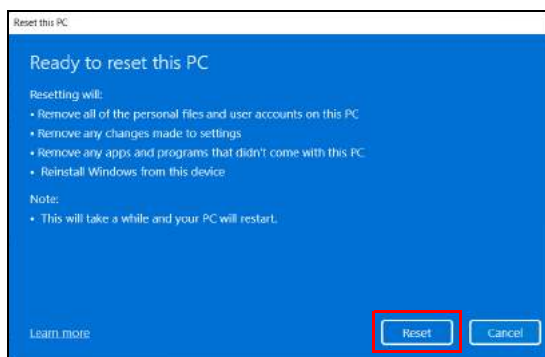 Reset this PC
Ready to reset this PC
Resetting will:
• Remove all of the personal files and user accounts on this PC
• Remove any changes made to settings
• Remove any apps and programs that didn't come with this PC
• Reinstall Windows from this device
Note:
• This will take a while and your PC will restart.
Learn more
Reset
Cancel